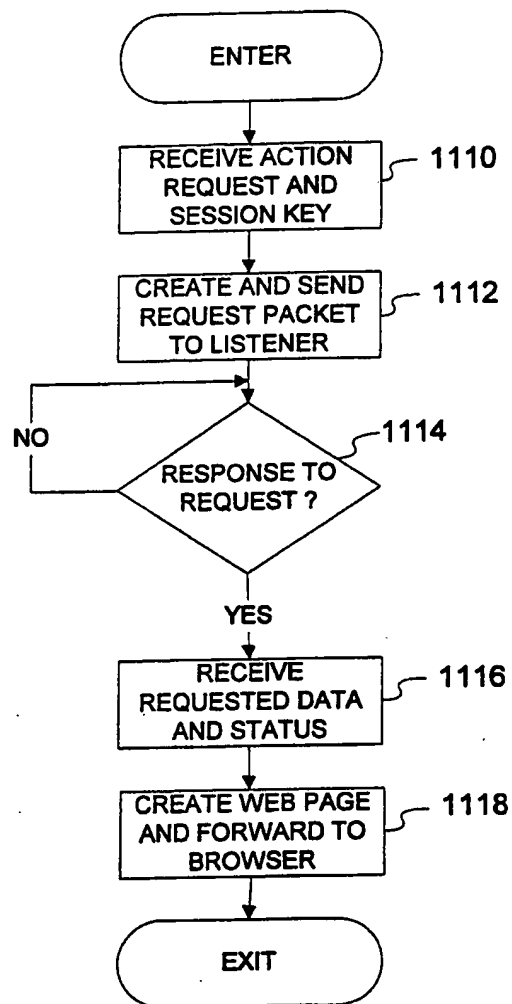 ENTER
RECEIVE ACTION
REQUEST AND
SESSION KEY
1110
CREATE AND SEND
REQUEST PACKET
TO LISTENER
1112
NO
RESPONSE TO
REQUEST ?
1114
YES
RECEIVE
REQUESTED DATA
AND STATUS
1116
CREATE WEB PAGE
AND FORWARD TO
BROWSER
1118
EXIT